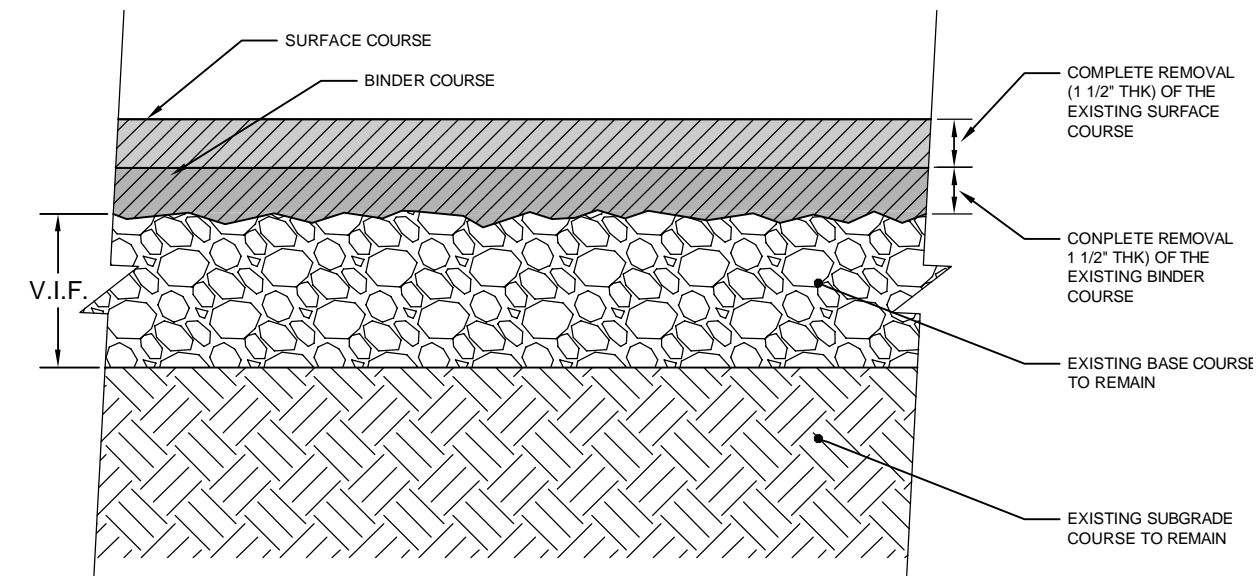 SURFACE COURSE
BINDER COURSE
COMPLETE REMOVAL
(1 1/2" THK) OF THE
EXISTING SURFACE
COURSE
CONPLETE REMOVAL
1 1/2" THK) OF THE
EXISTING BINDER
COURSE
V.I.F.
EXISTING BASE COURSE
TO REMAIN
EXISTING SUBGRADE
COURSE TO REMAIN